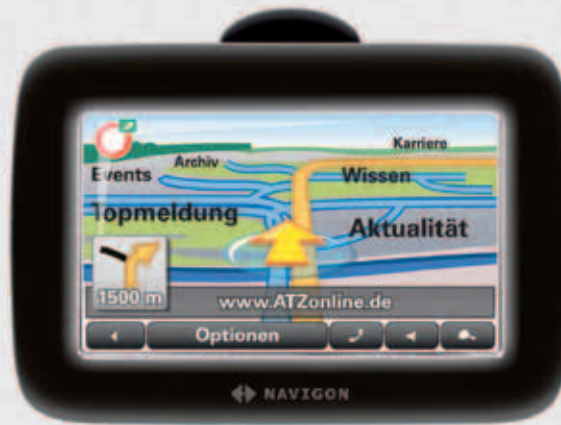 Karriere
Archiv
Events
Wissen
Topmeldung
Aktualität
1500 m
www.ATZonline.de
Optionen
NAVIGON